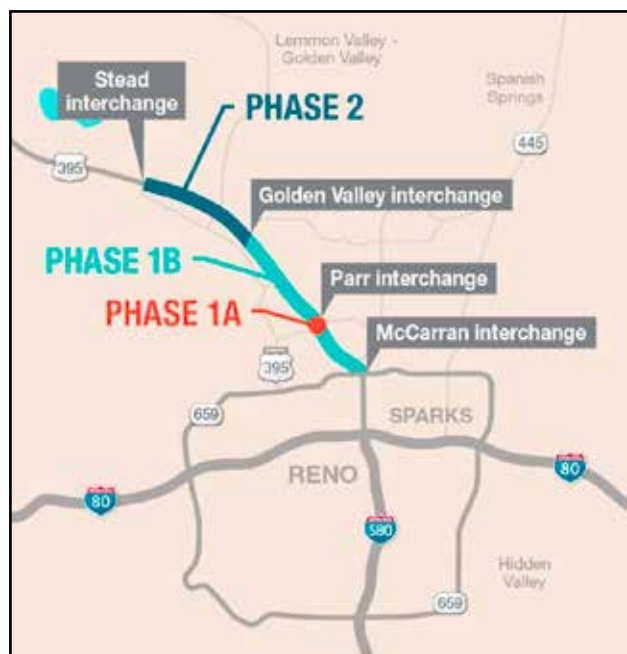 Lemmon Valley -
Golden Valley
Stead
interchange
Spanish
Springs
PHASE 2
445
395
Golden Valley interchange
PHASE 1B
Parr interchange
PHASE 1A
McCarran interchange
395
659
SPARKS
RENO
80
80
580
Hidden
Valley
659